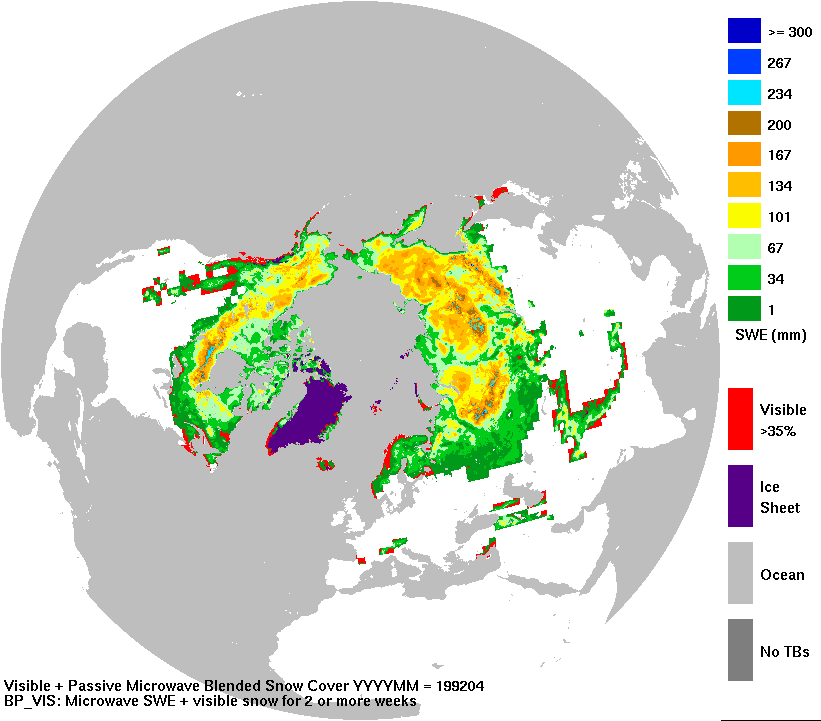 >= 300
267
234
200
167
134
101
67
34
1
SWE (mm)
Visible
>35%
Ice
Sheet
Ocean
No TBs
Visible + Passive Microwave Blended Snow Cover YYYYMM = 199204
BP_VIS: Microwave SWE + visible snow for 2 or more weeks